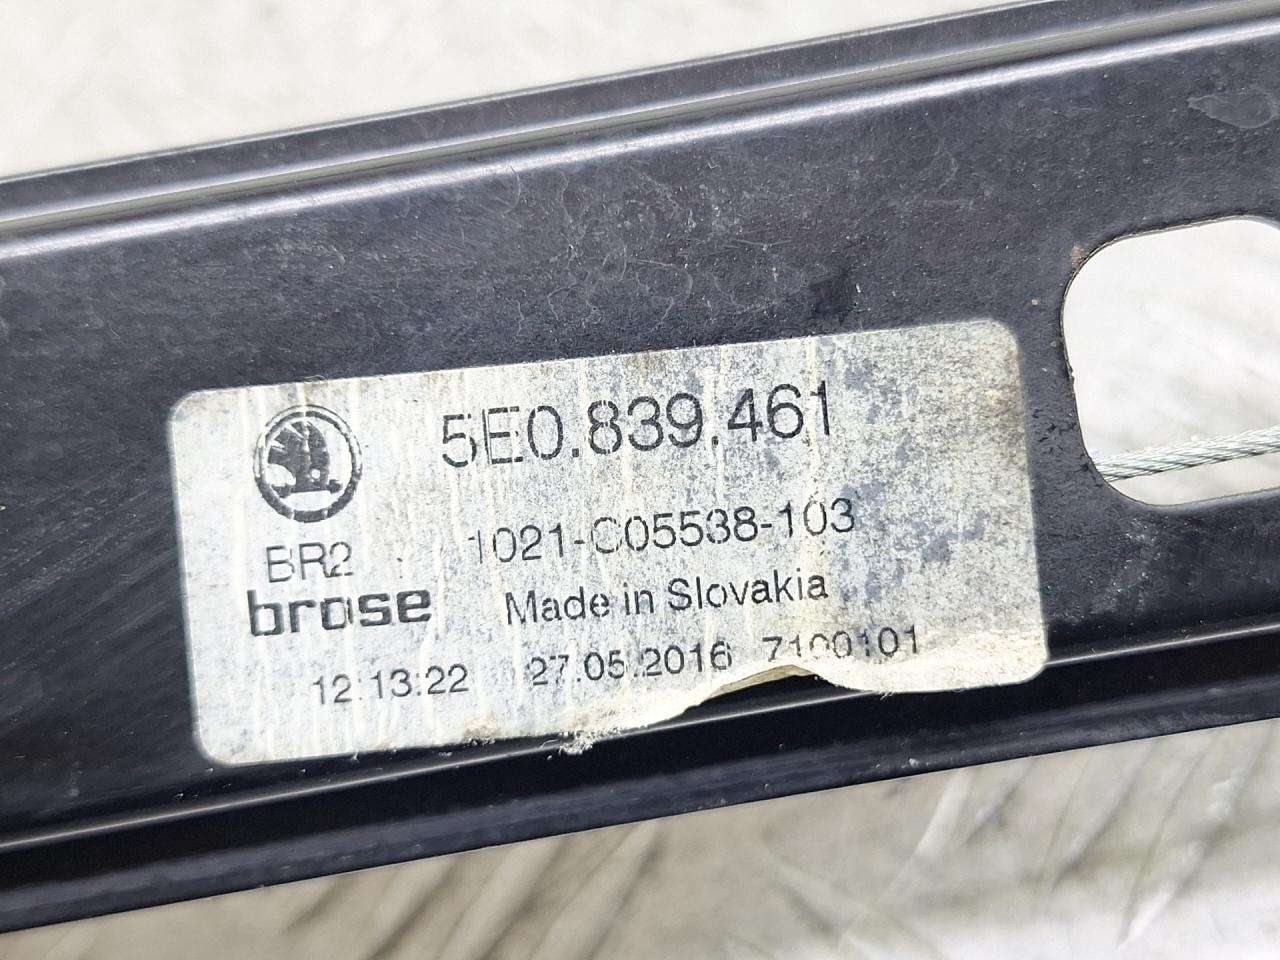 5E0.839.461
1021-C05538-103
BR2
brose
Made in Slovakia
12:13:22 27.05.2016 7100101